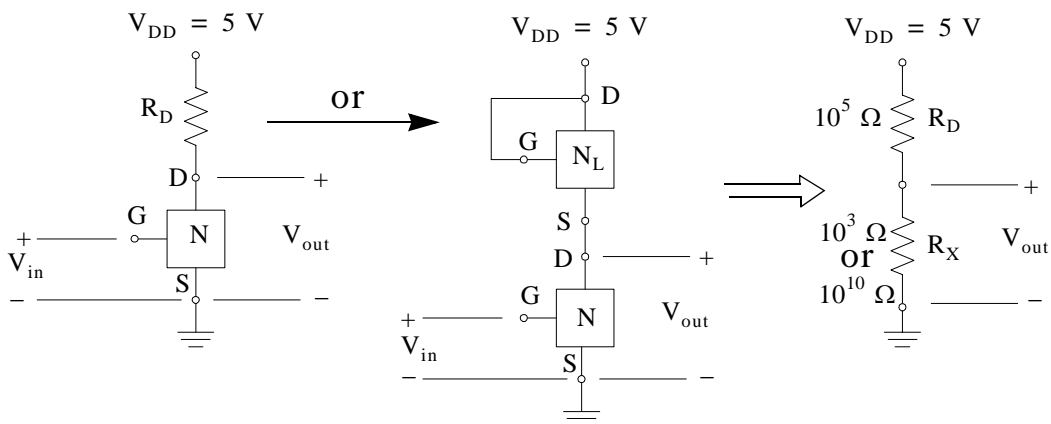 V_DD = 5 V
R_D
D
G
N
S
+
V_in
−
+
V_out
−
or
V_DD = 5 V
D
G
N_L
S
D
G
N
S
+
V_in
−
+
V_out
−
V_DD = 5 V
10^5 Ω R_D
+
10^3 Ω
or
10^10 Ω
R_X
V_out
−